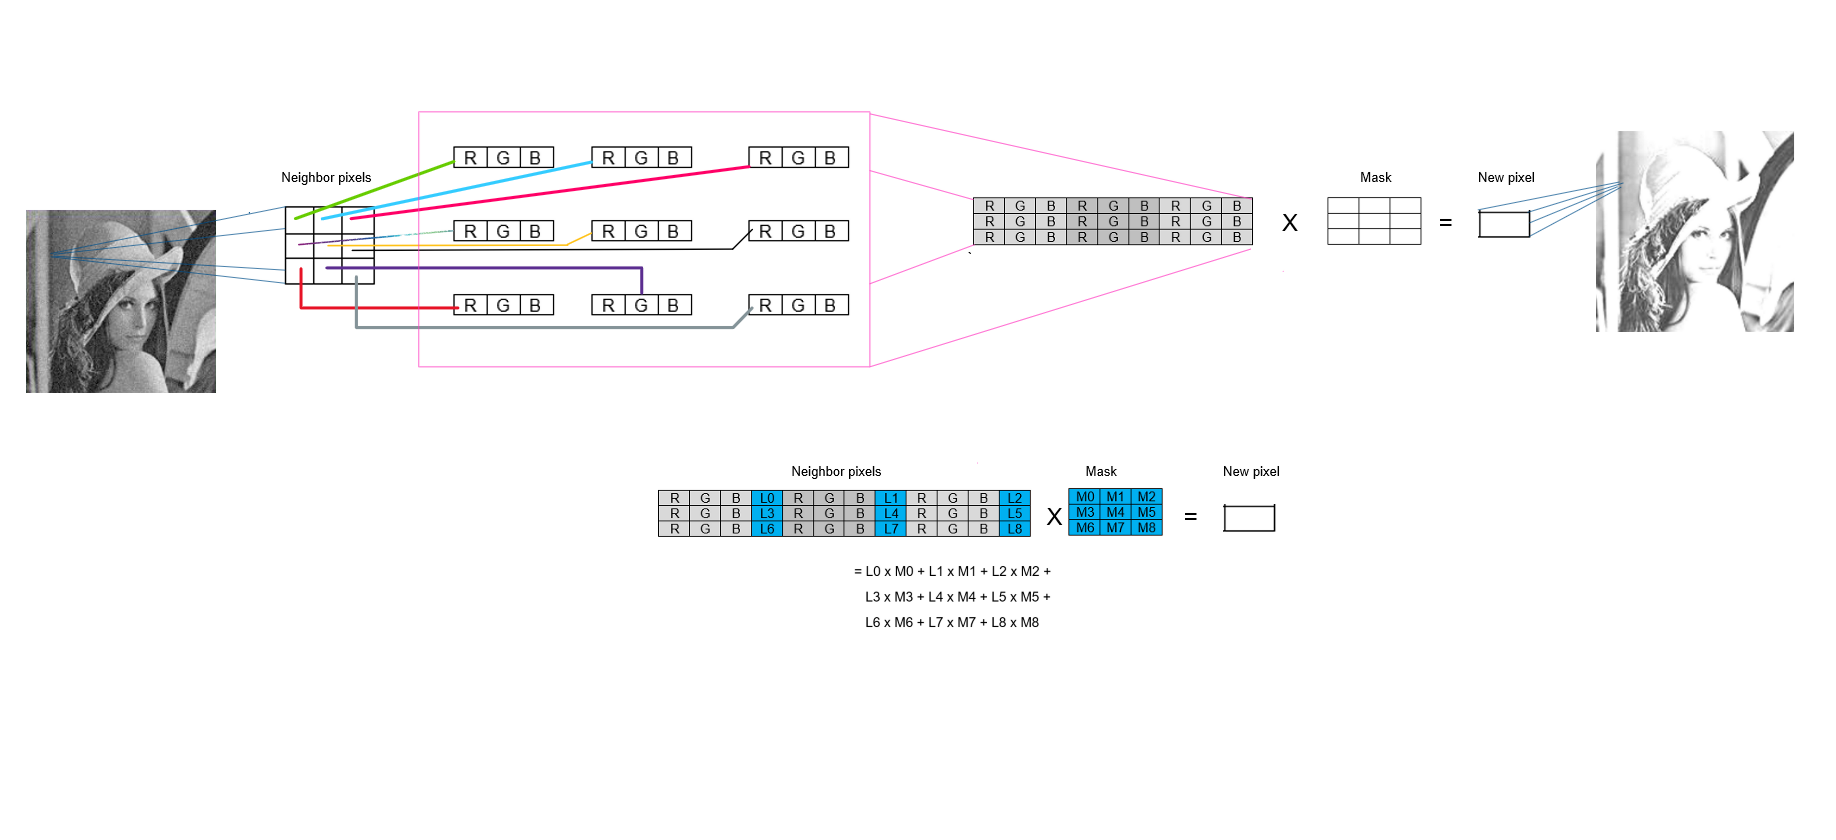 Neighbor pixels
R G B R G B R G B
R G B R G B R G B
R G B R G B R G B
R G B R G B R G B
R G B R G B R G B
R G B R G B R G B
X
Mask
=
New pixel
Neighbor pixels Mask New pixel
R G B L0 R G B L1 R G B L2
R G B L3 R G B L4 R G B L5
R G B L6 R G B L7 R G B L8
X
M0 M1 M2
M3 M4 M5
M6 M7 M8
=
= L0 x M0 + L1 x M1 + L2 x M2 +
L3 x M3 + L4 x M4 + L5 x M5 +
L6 x M6 + L7 x M7 + L8 x M8